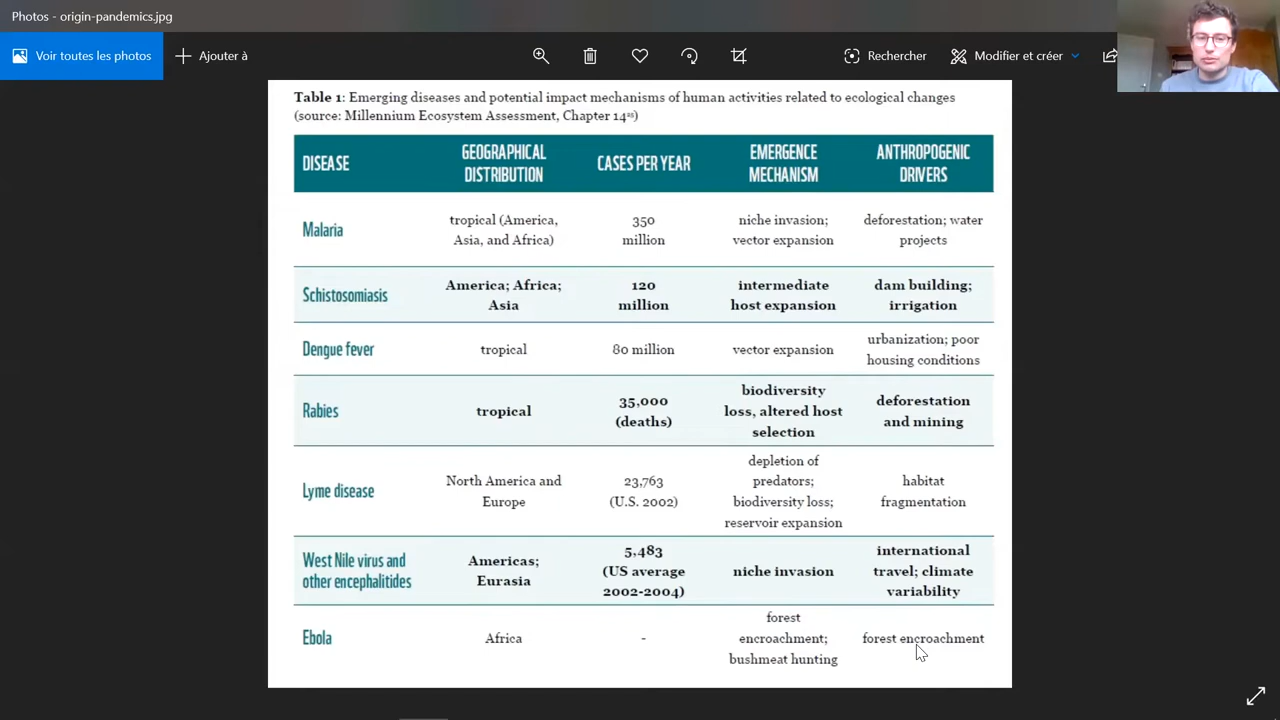 Photos - origin-pandemics.jpg
Voir toutes les photos
Ajouter à
Rechercher
Modifier et créer
Table 1: Emerging diseases and potential impact mechanisms of human activities related to ecological changes
(source: Millennium Ecosystem Assessment, Chapter 14²⁸)
DISEASE
GEOGRAPHICAL
DISTRIBUTION
CASES PER YEAR
EMERGENCE
MECHANISM
ANTHROPOGENIC
DRIVERS
Malaria
tropical (America,
Asia, and Africa)
350
million
niche invasion;
vector expansion
deforestation; water
projects
Schistosomiasis
America; Africa;
Asia
120
million
intermediate
host expansion
dam building;
irrigation
Dengue fever
tropical
80 million
vector expansion
urbanization; poor
housing conditions
Rabies
tropical
35,000
(deaths)
biodiversity
loss, altered host
selection
deforestation
and mining
Lyme disease
North America and
Europe
23,763
(U.S. 2002)
depletion of
predators;
biodiversity loss;
reservoir expansion
habitat
fragmentation
West Nile virus and
other encephalitides
Americas;
Eurasia
5,483
(US average
2002-2004)
niche invasion
international
travel; climate
variability
Ebola
Africa
-
forest
encroachment;
bushmeat hunting
forest encroachment